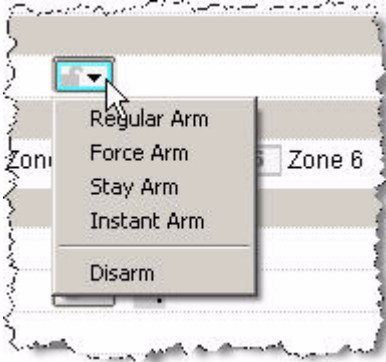 Regular Arm
Force Arm
Zone 6
Stay Arm
Instant Arm
Disarm